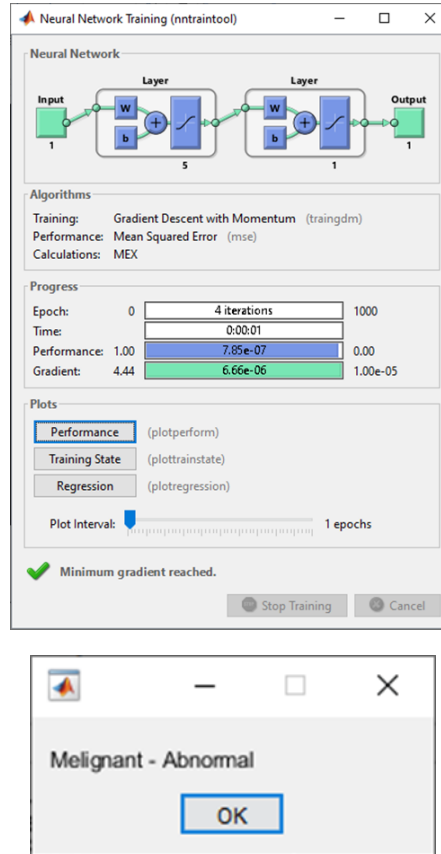 Neural Network Training (nntraintool)
Neural Network
Layer Layer
Input Output
W W
+ +
b b
1 1
5 1
Algorithms
Training: Gradient Descent with Momentum (traingdm)
Performance: Mean Squared Error (mse)
Calculations: MEX
Progress
Epoch: 0 4 iterations 1000
Time: 0:00:01
Performance: 1.00 7.85e-07 0.00
Gradient: 4.44 6.66e-06 1.00e-05
Plots
Performance (plotperform)
Training State (plottrainstate)
Regression (plotregression)
Plot Interval: 1 epochs
Minimum gradient reached.
Stop Training Cancel
Melignant - Abnormal
OK